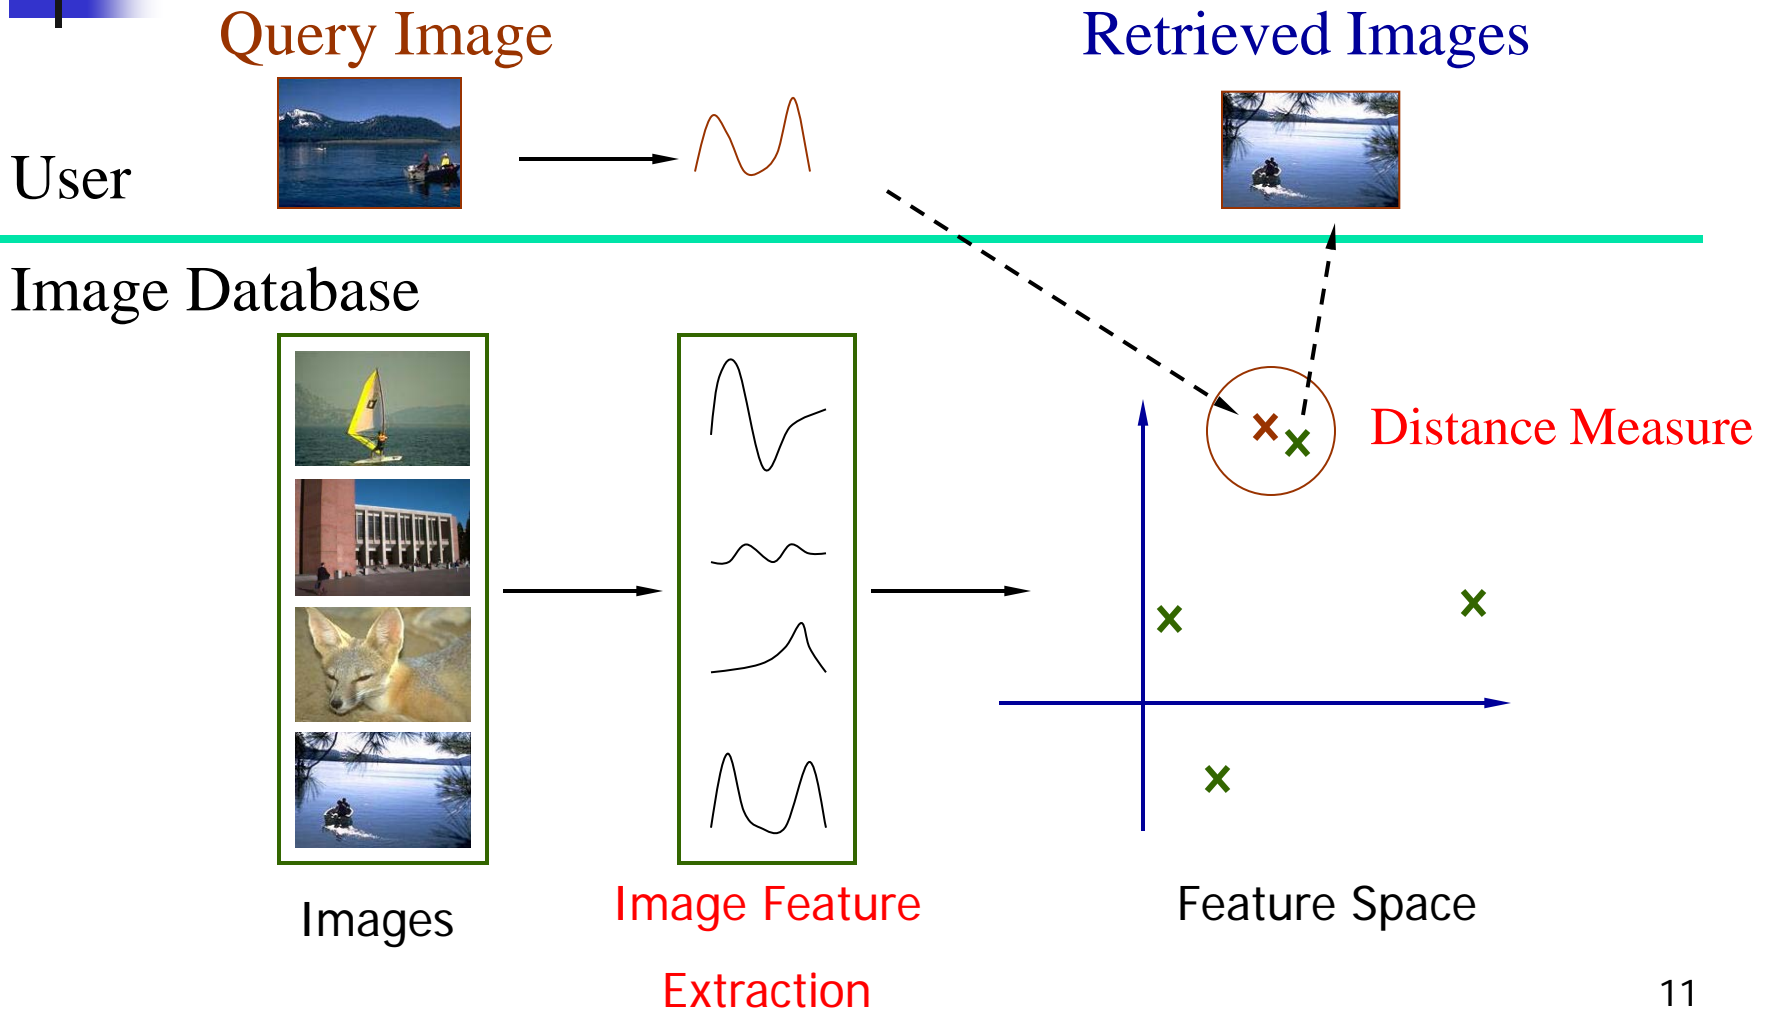 Query Image
Retrieved Images
User
Image Database
Distance Measure
Images
Image Feature
Extraction
Feature Space
11